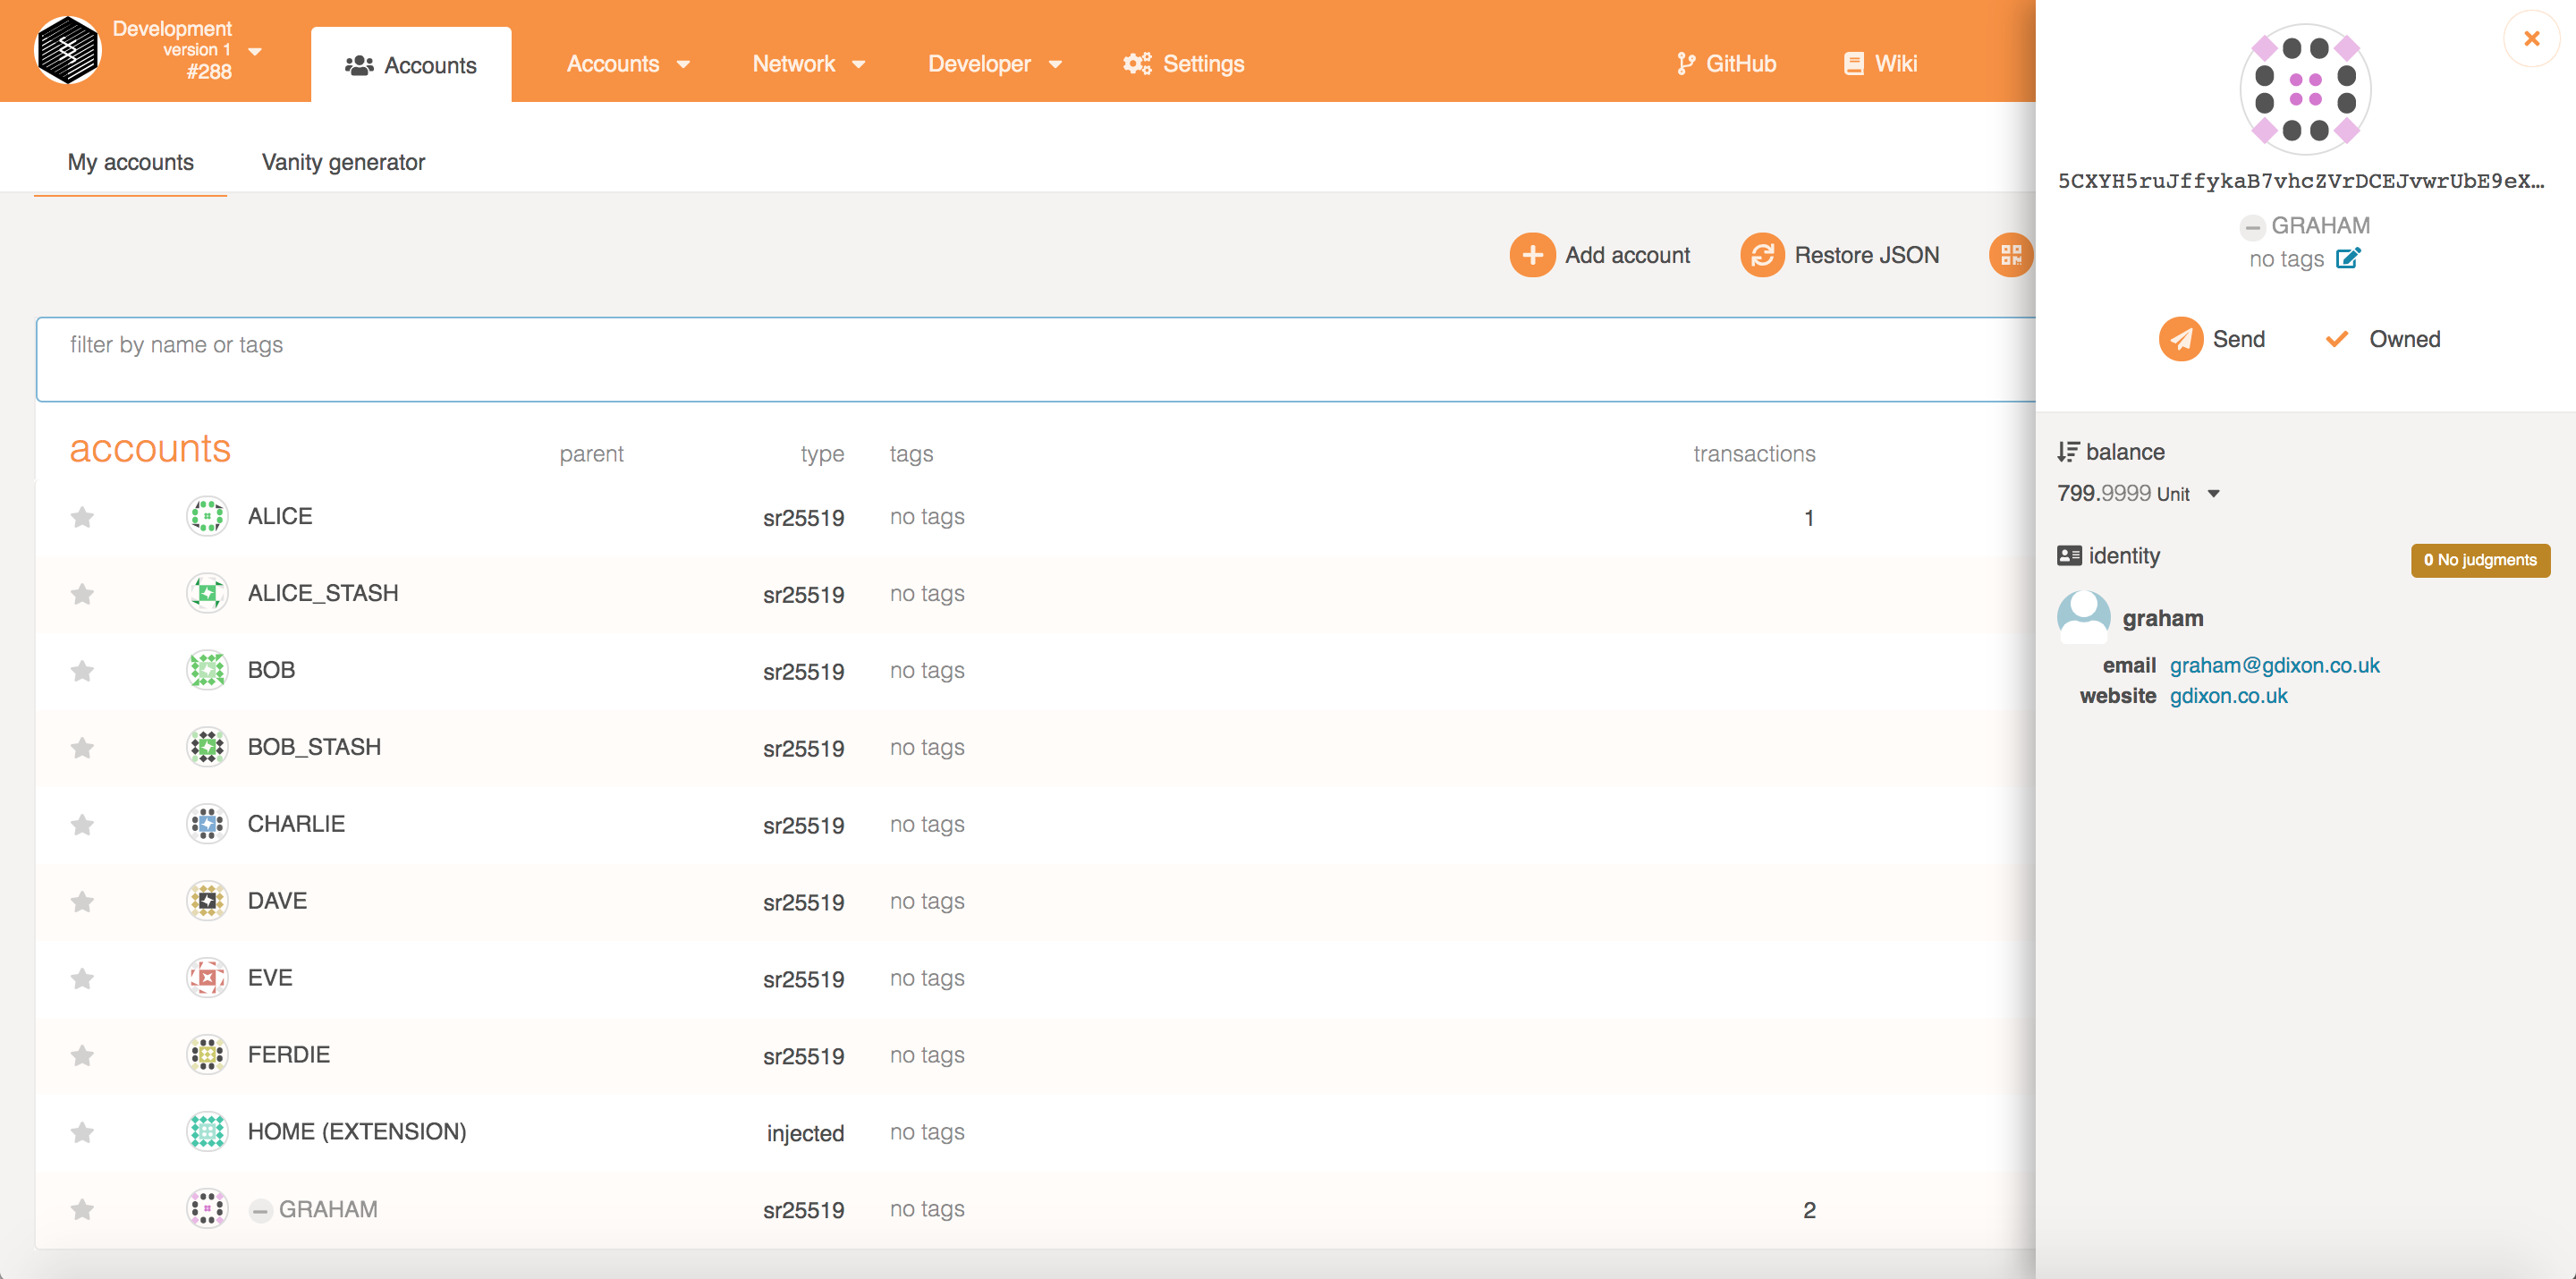 Development
version 1
#288
Accounts
Accounts
Network
Developer
Settings
GitHub
Wiki
My accounts
Vanity generator
Add account
Restore JSON
filter by name or tags
accounts parent type tags transactions
ALICE sr25519 no tags 1
ALICE_STASH sr25519 no tags
BOB sr25519 no tags
BOB_STASH sr25519 no tags
CHARLIE sr25519 no tags
DAVE sr25519 no tags
EVE sr25519 no tags
FERDIE sr25519 no tags
HOME (EXTENSION) injected no tags
GRAHAM sr25519 no tags 2
5CXYH5ruJffykaB7vhcZVrDCEJvwrUbE9eX…
GRAHAM
no tags
Send
Owned
balance
799.9999 Unit
identity
0 No judgments
graham
email graham@gdixon.co.uk
website gdixon.co.uk